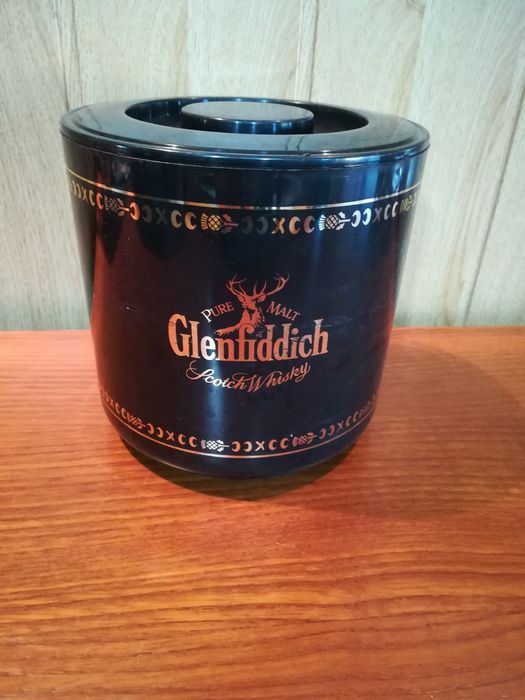 PURE MALT
Glenfiddich
Scotch Whisky